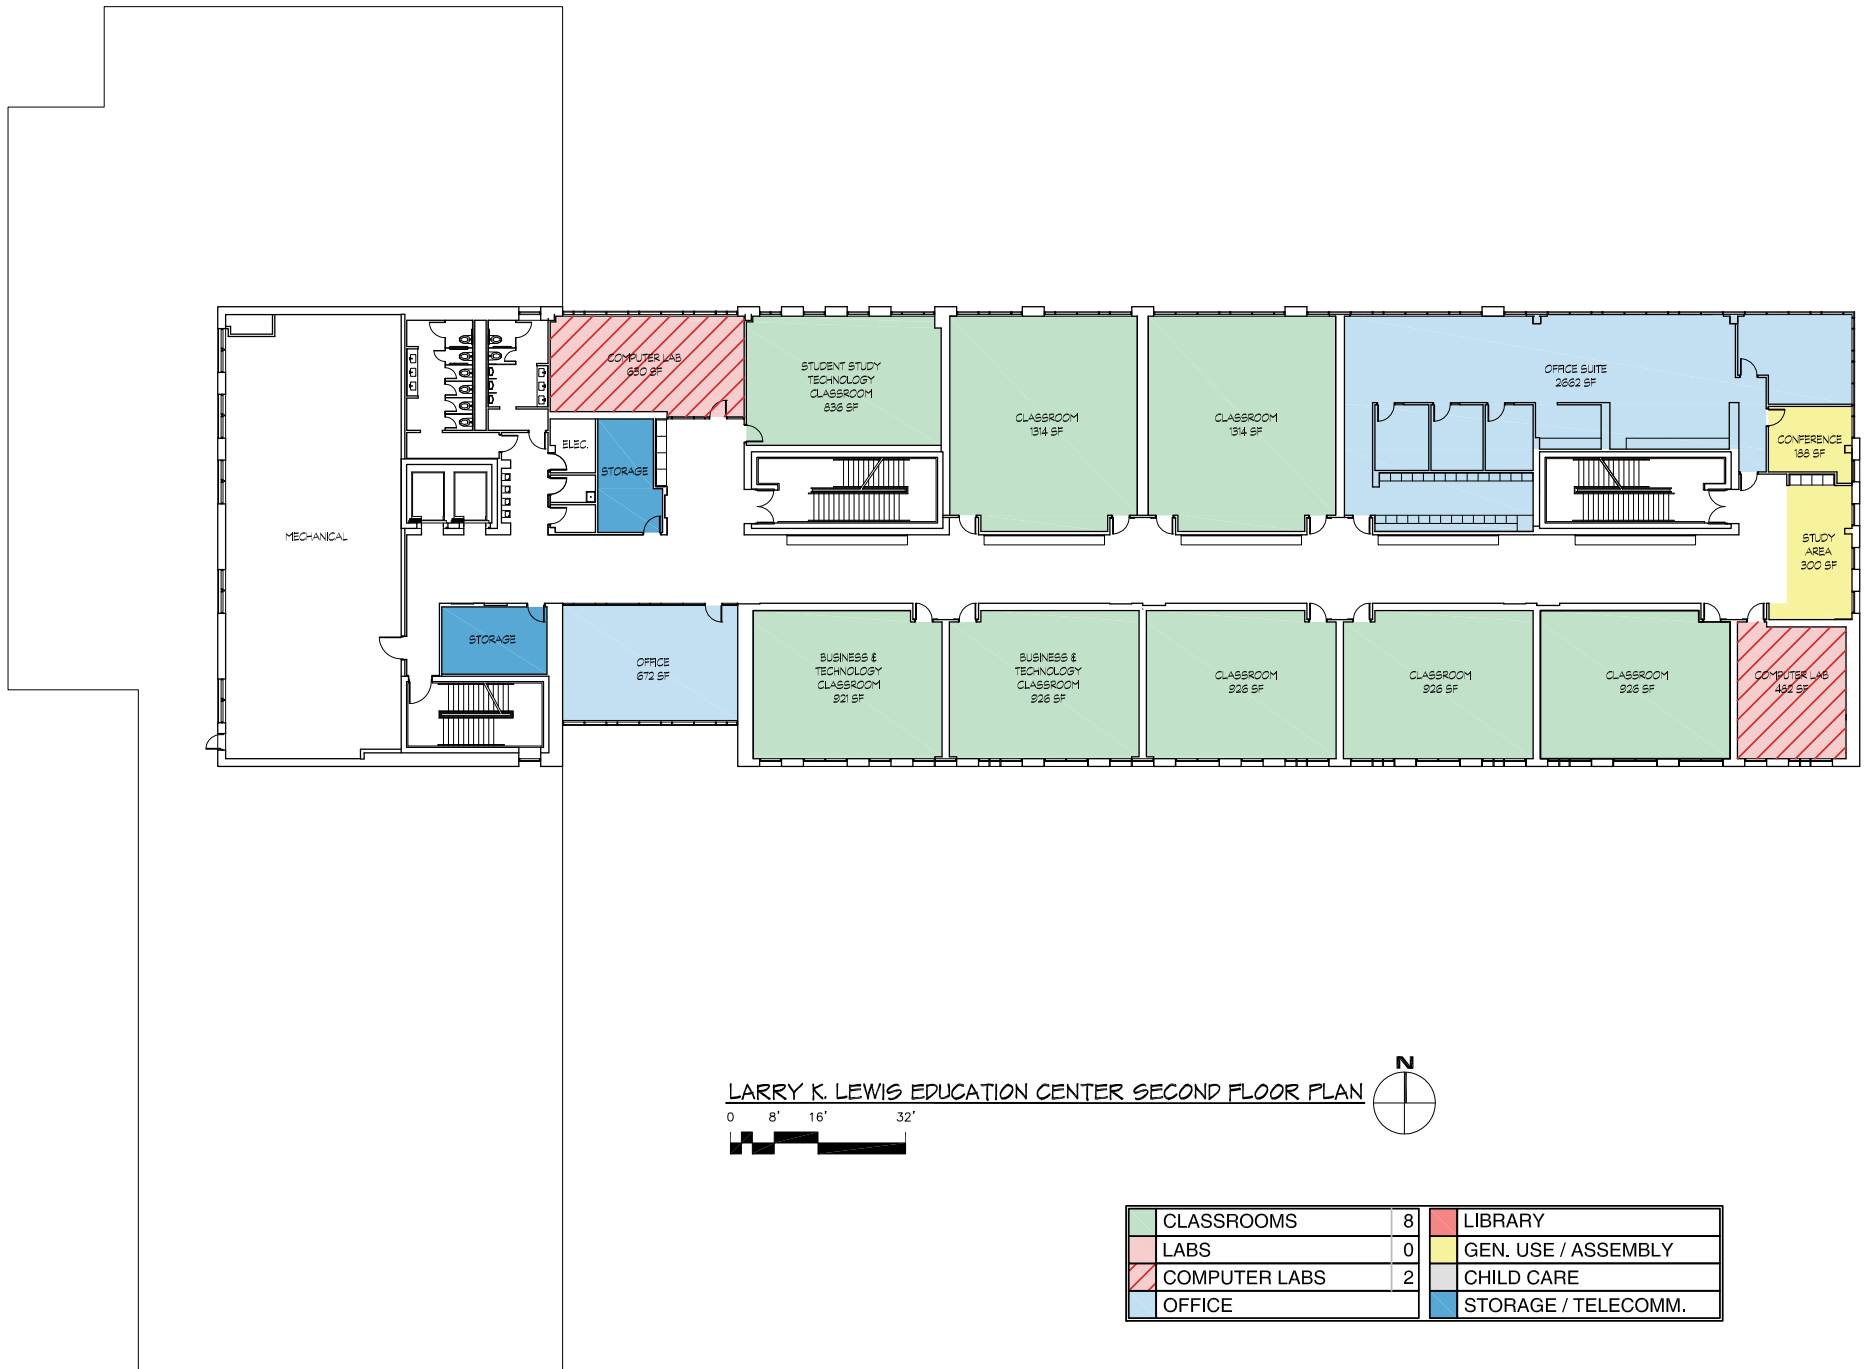 COMPUTER LAB
630 SF
STUDENT STUDY
TECHNOLOGY
CLASSROOM
836 SF
CLASSROOM
1314 SF
CLASSROOM
1314 SF
OFFICE SUITE
2662 SF
CONFERENCE
188 SF
ELEC.
STORAGE
MECHANICAL
STUDY
AREA
300 SF
STORAGE
OFFICE
672 SF
BUSINESS &
TECHNOLOGY
CLASSROOM
921 SF
BUSINESS &
TECHNOLOGY
CLASSROOM
926 SF
CLASSROOM
926 SF
CLASSROOM
926 SF
CLASSROOM
926 SF
COMPUTER LAB
482 SF
N
LARRY K. LEWIS EDUCATION CENTER SECOND FLOOR PLAN
0 8' 16' 32'
CLASSROOMS 8
LABS 0
COMPUTER LABS 2
OFFICE
LIBRARY
GEN. USE / ASSEMBLY
CHILD CARE
STORAGE / TELECOMM.